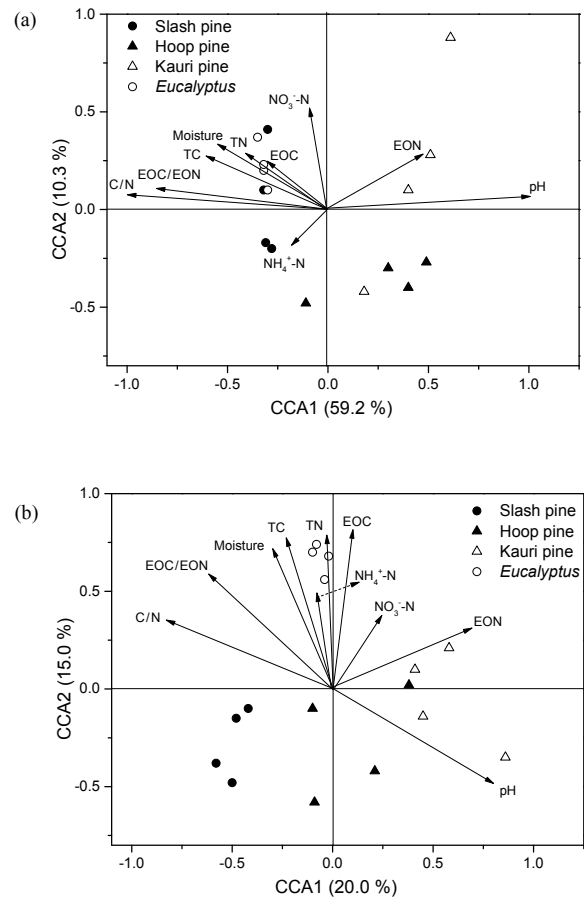 (a)
Slash pine
Hoop pine
Kauri pine
Eucalyptus
NO₃⁻-N
Moisture
TN
EOC
TC
EOC/EON
C/N
EON
pH
NH₄⁺-N
1.0
0.5
0.0
-0.5
CCA2 (10.3 %)
-1.0
-0.5
0.0
0.5
1.0
CCA1 (59.2 %)
(b)
Slash pine
Hoop pine
Kauri pine
Eucalyptus
TC
TN
EOC
Moisture
EOC/EON
NH₄⁺-N
NO₃⁻-N
C/N
EON
pH
1.0
0.5
0.0
-0.5
CCA2 (15.0 %)
-1.0
-0.5
0.0
0.5
1.0
CCA1 (20.0 %)